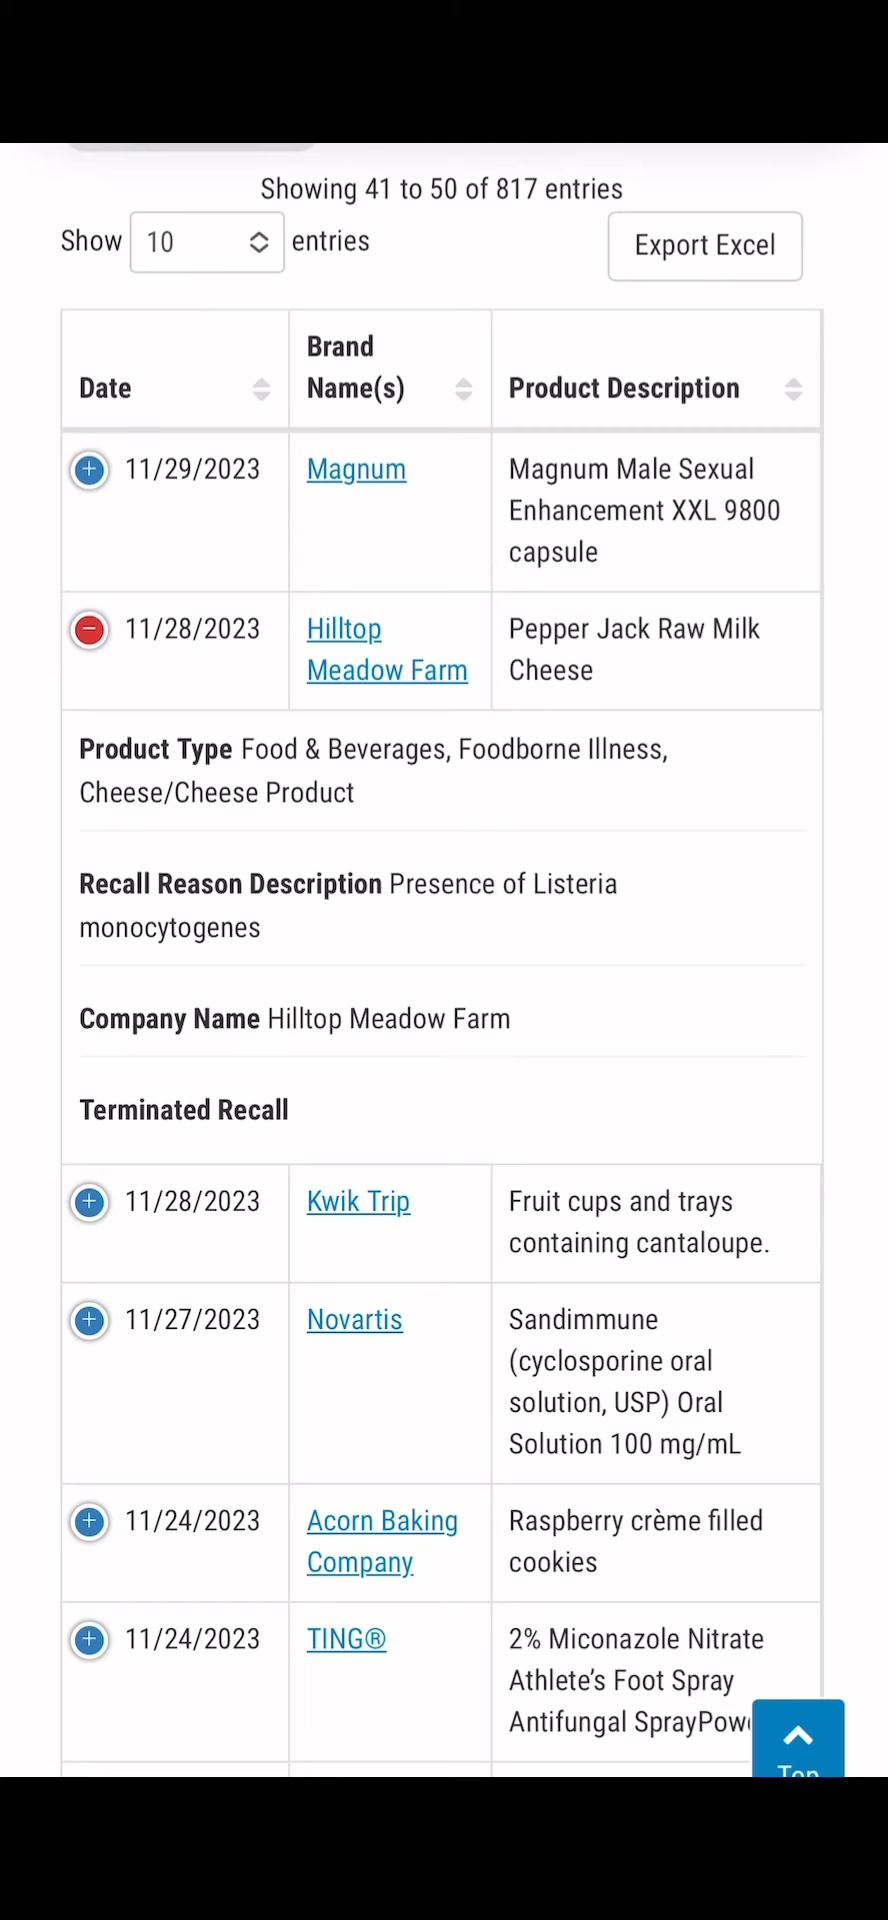 Showing 41 to 50 of 817 entries
Show 10 entries
Export Excel
Date
Brand
Name(s)
Product Description
11/29/2023
Magnum
Magnum Male Sexual
Enhancement XXL 9800
capsule
11/28/2023
Hilltop
Meadow Farm
Pepper Jack Raw Milk
Cheese
Product Type Food & Beverages, Foodborne Illness,
Cheese/Cheese Product
Recall Reason Description Presence of Listeria
monocytogenes
Company Name Hilltop Meadow Farm
Terminated Recall
11/28/2023
Kwik Trip
Fruit cups and trays
containing cantaloupe.
11/27/2023
Novartis
Sandimmune
(cyclosporine oral
solution, USP) Oral
Solution 100 mg/mL
11/24/2023
Acorn Baking
Company
Raspberry crème filled
cookies
11/24/2023
TING®
2% Miconazole Nitrate
Athlete’s Foot Spray
Antifungal SprayPow
Top